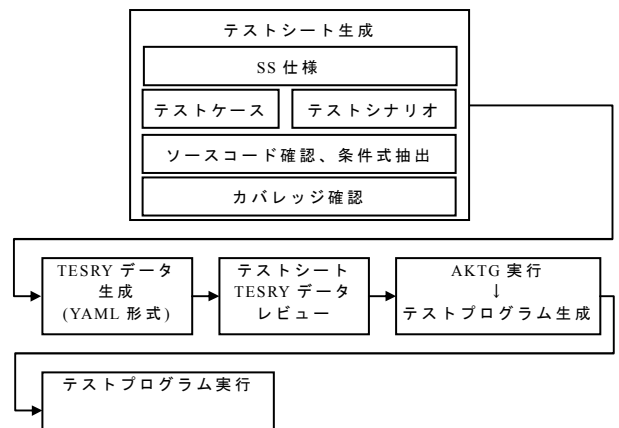 テストシート生成
SS 仕様
テストケース
テストシナリオ
ソースコード確認、条件式抽出
カバレッジ確認
TESRY データ
生成
(YAML 形式)
テストシート
TESRY データ
レビュー
AKTG 実行
↓
テストプログラム生成
テストプログラム実行